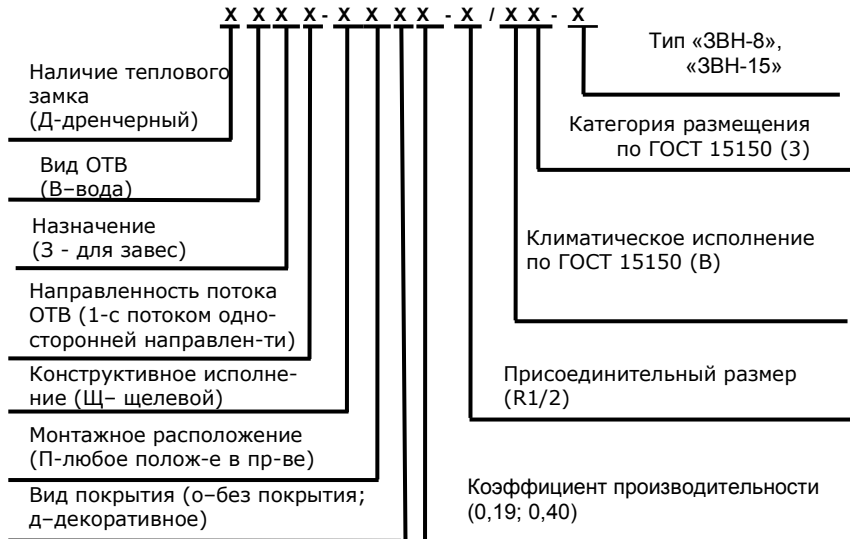 X X X X - X X X X - X / X X - X
Тип «ЗВН-8»,
«ЗВН-15»
Наличие теплового
замка
(Д-дренчерный)
Категория размещения
по ГОСТ 15150 (3)
Вид ОТВ
(В–вода)
Назначение
(З - для завес)
Климатическое исполнение
по ГОСТ 15150 (В)
Направленность потока
ОТВ (1-с потоком одно-
сторонней направлен-ти)
Конструктивное исполне-
ние (Щ– щелевой)
Присоединительный размер
(R1/2)
Монтажное расположение
(П-любое полож-е в пр-ве)
Вид покрытия (о–без покрытия;
д–декоративное)
Коэффициент производительности
(0,19; 0,40)